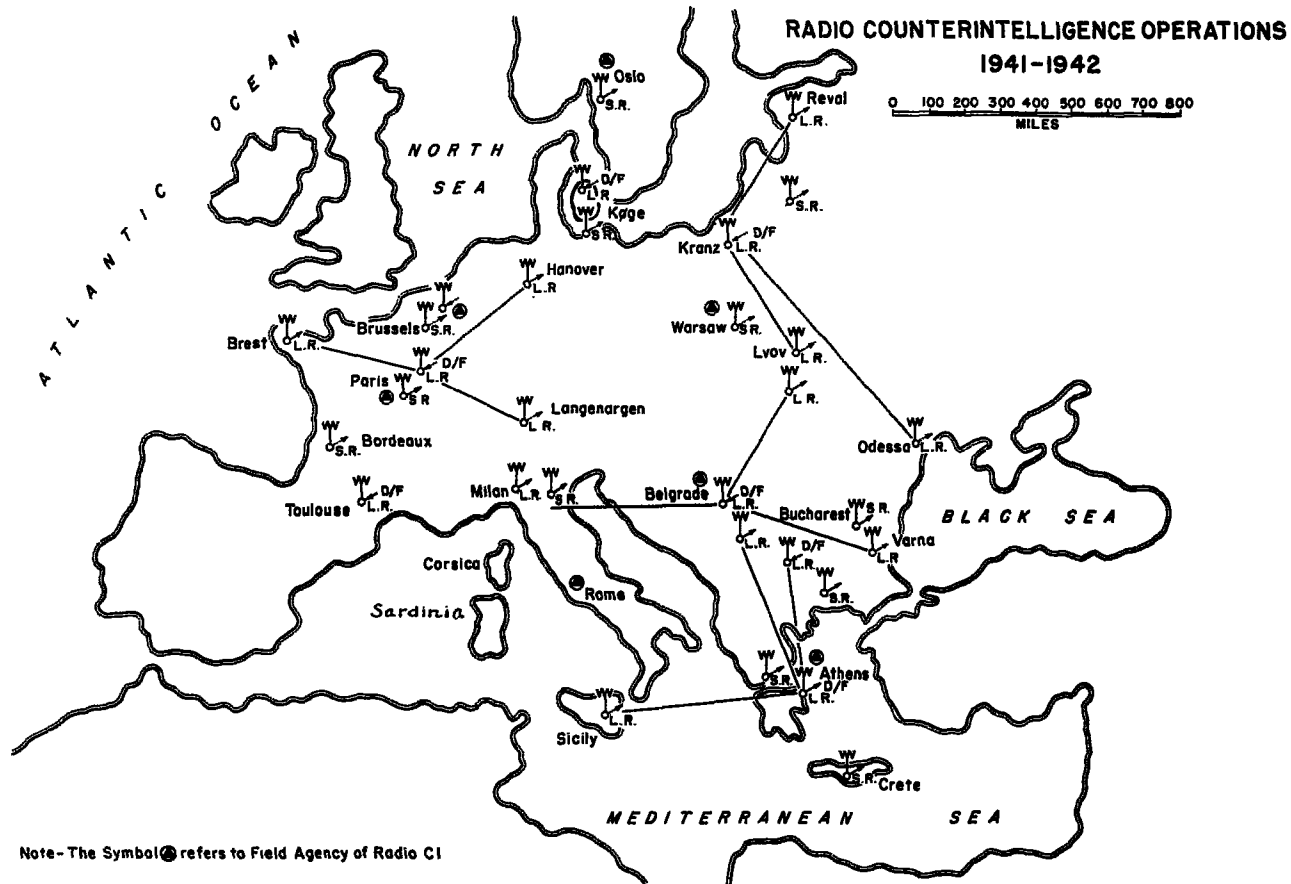 RADIO COUNTERINTELLIGENCE OPERATIONS
1941-1942
0 100 200 300 400 500 600 700 800
MILES
ATLANTIC OCEAN
NORTH
SEA
Oslo
S.R.
Reval
L.R.
S.R.
D/F
L.R
Køge
S.R.
Kranz
D/F
L.R.
Hanover
L.R
Brussels
S.R.
Warsaw
S.R.
Brest
L.R.
Lvov
L R.
L R.
D/F
L.R
Paris
S R
Langenargen
L R.
Bordeaux
S.R.
Odessa
L.R.
Toulouse
D/F
L.R.
Milan
L.R.
S R.
Belgrade
D/F
L.R.
Bucharest
S R.
BLACK SEA
Varna
L.R
L.R.
D/F
L.R.
S.R.
Corsica
Sardinia
Rome
S.R.
Athens
D/F
L.R.
Sicily
L.R.
S.R.
Crete
MEDITERRANEAN SEA
Note-The Symbol refers to Field Agency of Radio CI